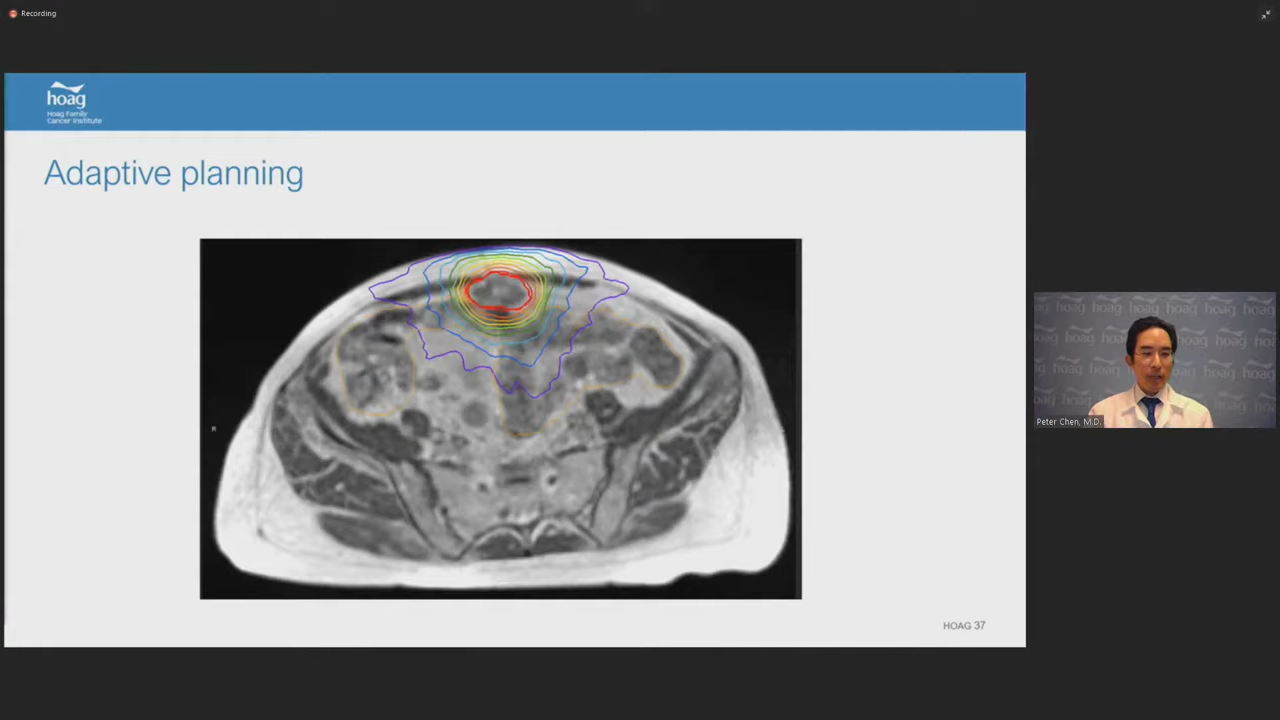 Recording
hoag
Hoag Family
Cancer Institute
Adaptive planning
R
HOAG 37
Peter Chen, M.D.